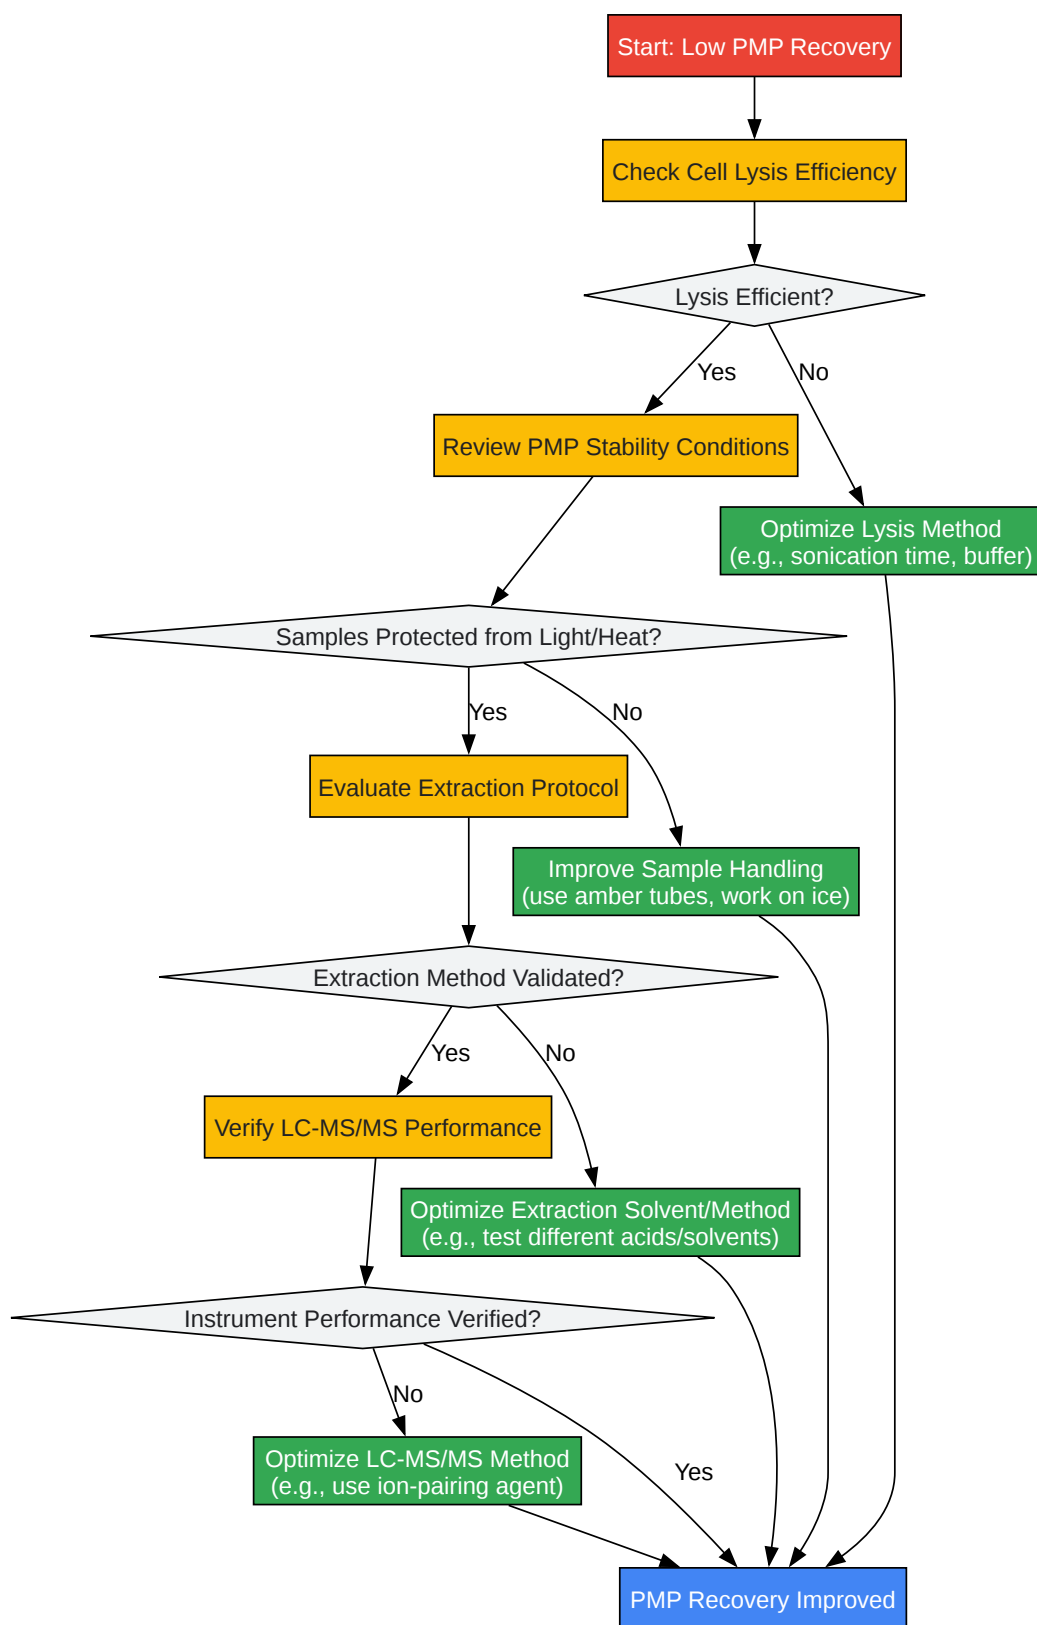 Start: Low PMP Recovery
Check Cell Lysis Efficiency
Lysis Efficient?
Yes
No
Review PMP Stability Conditions
Optimize Lysis Method
(e.g., sonication time, buffer)
Samples Protected from Light/Heat?
Yes
No
Evaluate Extraction Protocol
Improve Sample Handling
(use amber tubes, work on ice)
Extraction Method Validated?
Yes
No
Verify LC-MS/MS Performance
Optimize Extraction Solvent/Method
(e.g., test different acids/solvents)
Instrument Performance Verified?
No
Optimize LC-MS/MS Method
(e.g., use ion-pairing agent)
Yes
PMP Recovery Improved